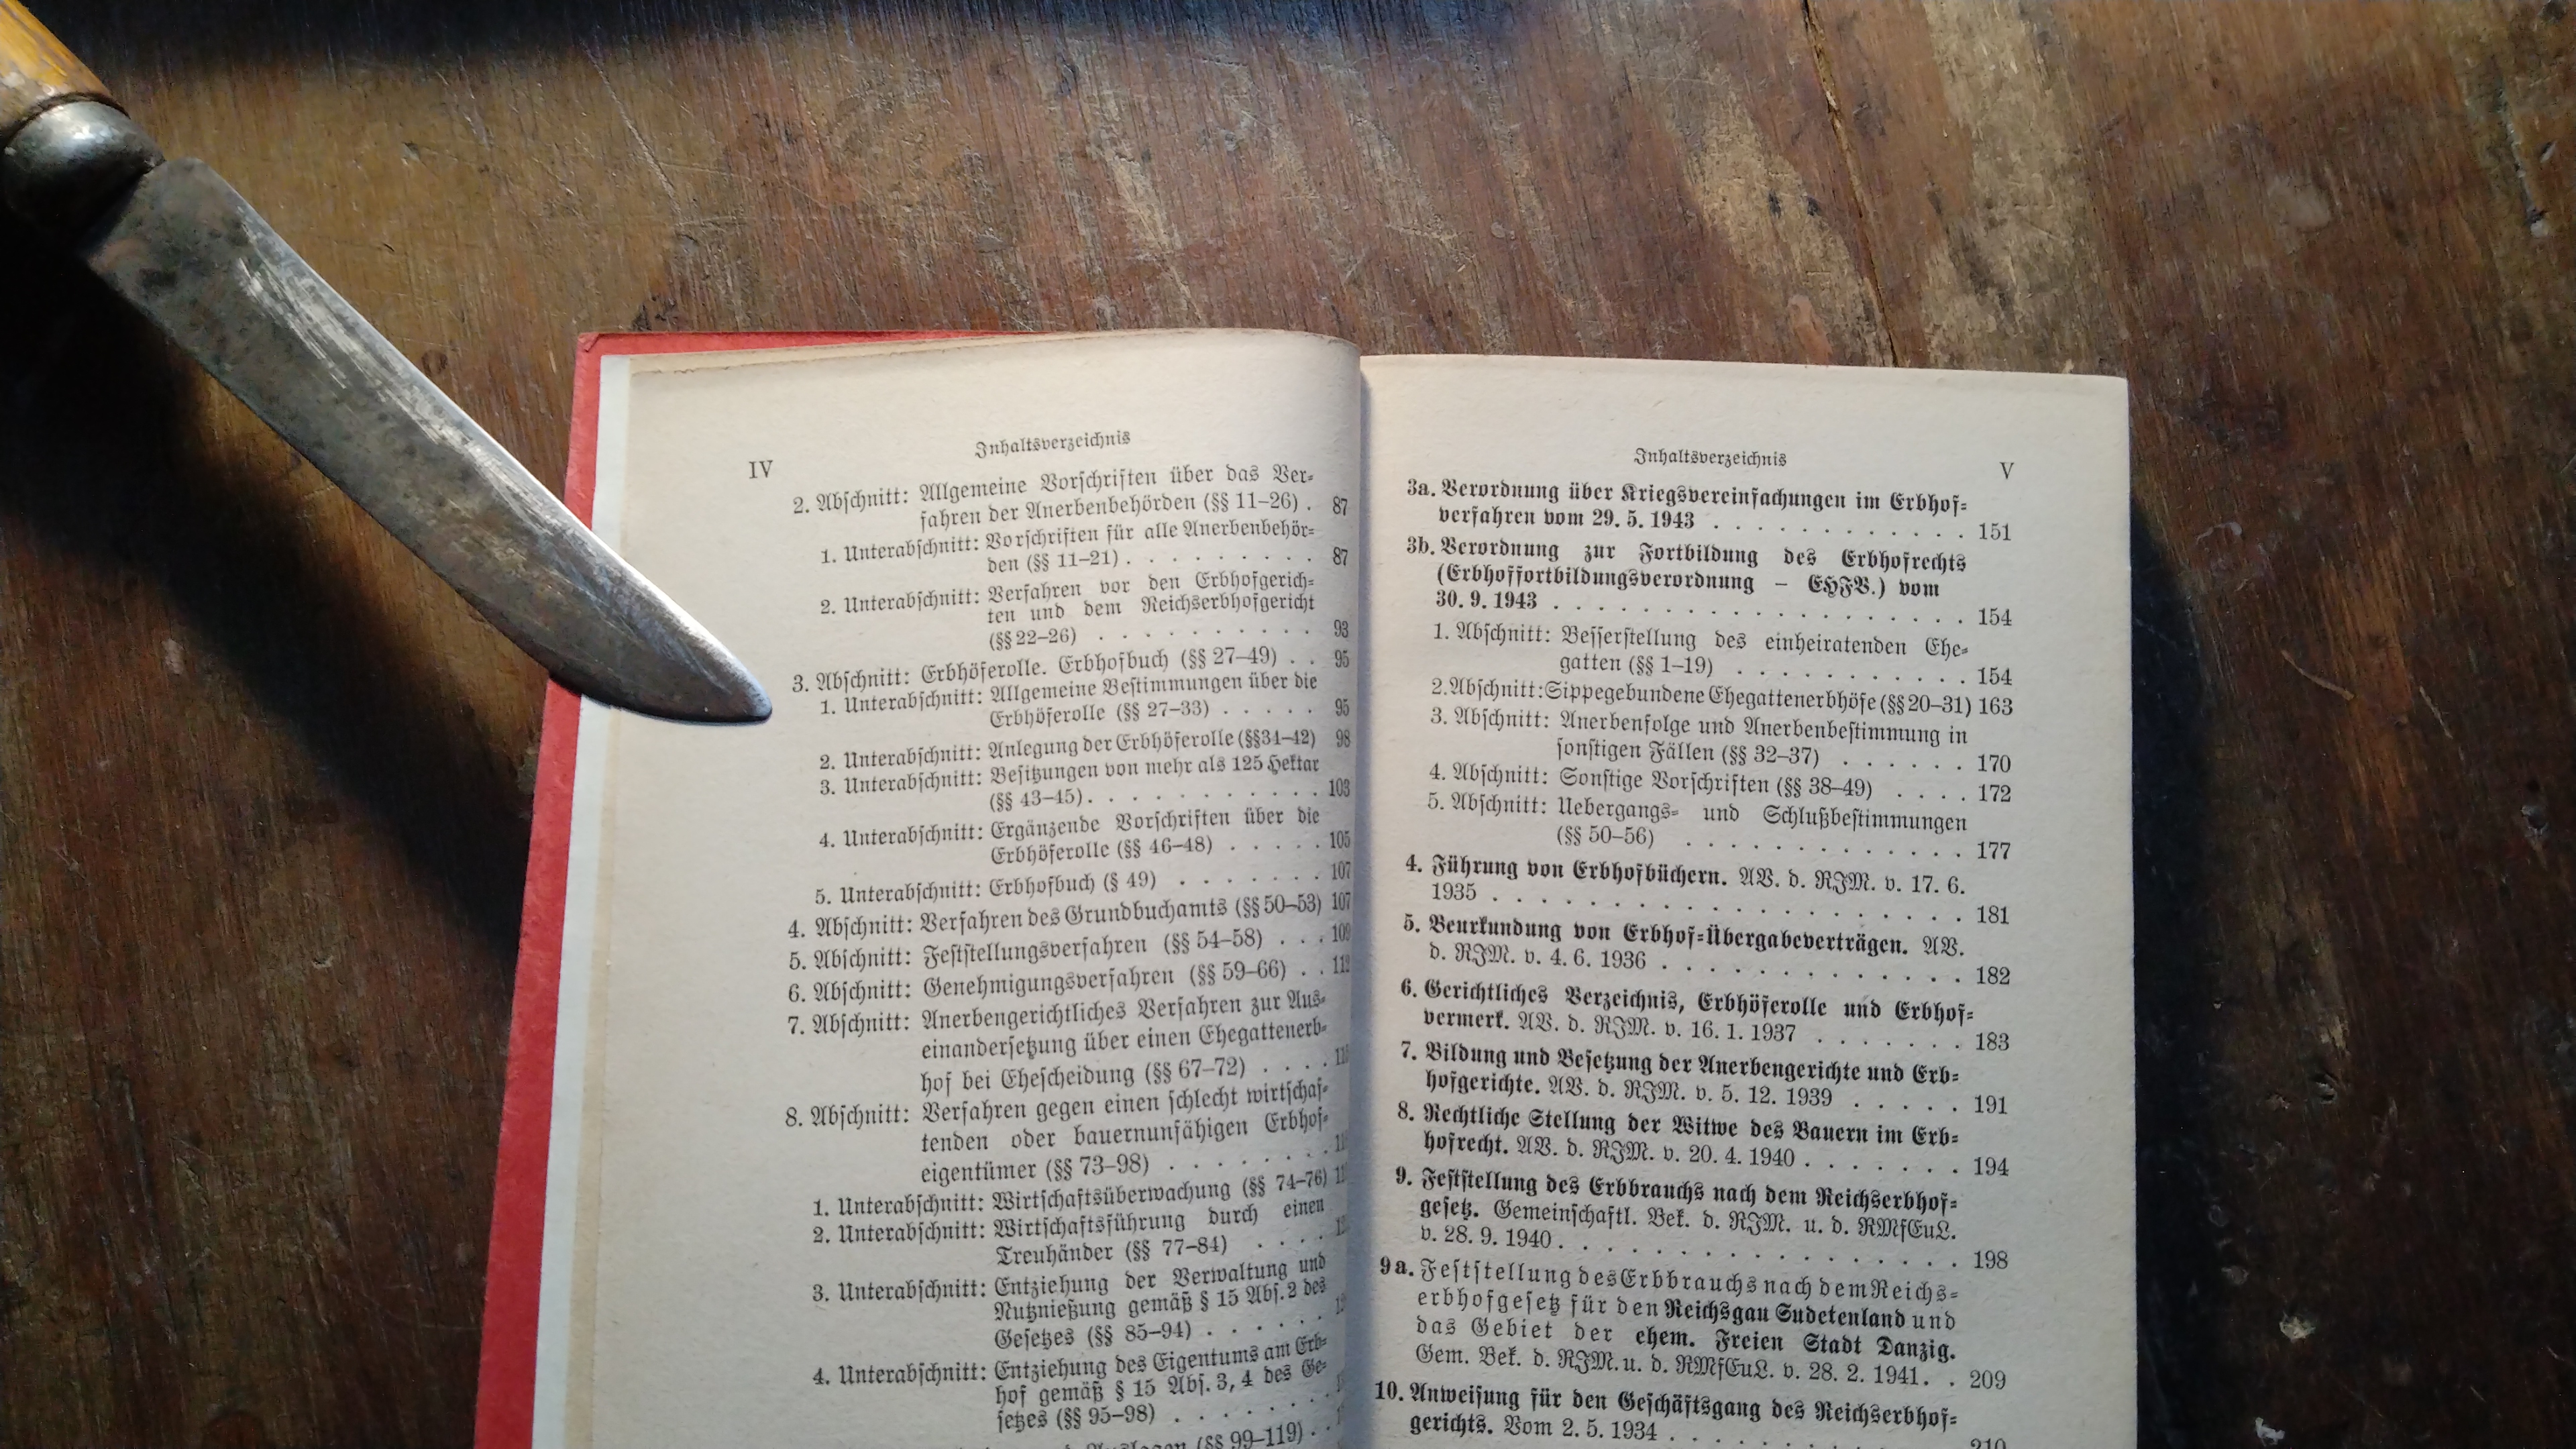 IV
Inhaltsverzeichnis
2. Abschnitt: Allgemeine Vorschriften über das Ver-
fahren der Anerbenbehörden (§§ 11–26) . 87
1. Unterabschnitt: Vorschriften für alle Anerbenbehör-
den (§§ 11–21) . . . . . . . . . 87
2. Unterabschnitt: Verfahren vor den Erbhofgerich-
ten und dem Reichserbhofgericht
(§§ 22–26) . . . . . . . . . . 93
3. Abschnitt: Erbhöferolle. Erbhofbuch (§§ 27–49) . . 95
1. Unterabschnitt: Allgemeine Bestimmungen über die
Erbhöferolle (§§ 27–33) . . . . . 95
2. Unterabschnitt: Anlegung der Erbhöferolle (§§ 34–42) 98
3. Unterabschnitt: Besitzungen von mehr als 125 Hektar
(§§ 43–45) . . . . . . . . . . . 103
4. Unterabschnitt: Ergänzende Vorschriften über die
Erbhöferolle (§§ 46–48) . . . . . 105
5. Unterabschnitt: Erbhofbuch (§ 49) . . . . . . . 107
4. Abschnitt: Verfahren des Grundbuchamts (§§ 50–53) 107
5. Abschnitt: Feststellungsverfahren (§§ 54–58) . . . 109
6. Abschnitt: Genehmigungsverfahren (§§ 59–66) . .
7. Abschnitt: Anerbengerichtliches Verfahren zur Aus-
einandersetzung über einen Ehegattenerb-
hof bei Ehescheidung (§§ 67–72) . . . .
8. Abschnitt: Verfahren gegen einen schlecht wirtschaf-
tenden oder bauernunfähigen Erbhof-
eigentümer (§§ 73–98) . . . . . . . .
1. Unterabschnitt: Wirtschaftsüberwachung (§§ 74–76)
2. Unterabschnitt: Wirtschaftsführung durch einen
Treuhänder (§§ 77–84) . . . .
3. Unterabschnitt: Entziehung der Verwaltung und
Nutznießung gemäß § 15 Abs. 2 des
Gesetzes (§§ 85–94) . . . . . .
4. Unterabschnitt: Entziehung des Eigentums am Erb-
hof gemäß § 15 Abs. 3, 4 des Ge-
setzes (§§ 95–98) . . . . . . . .
Auslagen (§§ 99–119) . .
Inhaltsverzeichnis
V
3a. Verordnung über Kriegsvereinfachungen im Erbhof-
verfahren vom 29. 5. 1943 . . . . . . . . . . . 151
3b. Verordnung zur Fortbildung des Erbhofrechts
(Erbhoffortbildungsverordnung – EHFV.) vom
30. 9. 1943 . . . . . . . . . . . . . . . . . . 154
1. Abschnitt: Besserstellung des einheiratenden Ehe-
gatten (§§ 1–19) . . . . . . . . . . . 154
2. Abschnitt: Sippegebundene Ehegattenerbhöfe (§§ 20–31) 163
3. Abschnitt: Anerbenfolge und Anerbenbestimmung in
sonstigen Fällen (§§ 32–37) . . . . . . 170
4. Abschnitt: Sonstige Vorschriften (§§ 38–49) . . . . 172
5. Abschnitt: Uebergangs- und Schlußbestimmungen
(§§ 50–56) . . . . . . . . . . . . . 177
4. Führung von Erbhofbüchern. AV. d. RJM. v. 17. 6.
1935 . . . . . . . . . . . . . . . . . . . . 181
5. Beurkundung von Erbhof-Übergabeverträgen. AV.
d. RJM. v. 4. 6. 1936 . . . . . . . . . . . . . 182
6. Gerichtliches Verzeichnis, Erbhöferolle und Erbhof-
vermerk. AV. d. RJM. v. 16. 1. 1937 . . . . . . . 183
7. Bildung und Besetzung der Anerbengerichte und Erb-
hofgerichte. AV. d. RJM. v. 5. 12. 1939 . . . . . 191
8. Rechtliche Stellung der Witwe des Bauern im Erb-
hofrecht. AV. d. RJM. v. 20. 4. 1940 . . . . . . . 194
9. Feststellung des Erbbrauchs nach dem Reichserbhof-
gesetz. Gemeinschaftl. Bek. d. RJM. u. d. RMfEuL.
v. 28. 9. 1940 . . . . . . . . . . . . . . . . . 198
9a. Feststellung des Erbbrauchs nach dem Reichs-
erbhofgesetz für den Reichsgau Sudetenland und
das Gebiet der ehem. Freien Stadt Danzig.
Gem. Bek. d. RJM. u. d. RMfEuL. v. 28. 2. 1941. . 209
10. Anweisung für den Geschäftsgang des Reichserbhof-
gerichts. Vom 2. 5. 1934 . . . . . . . . . . . . 210